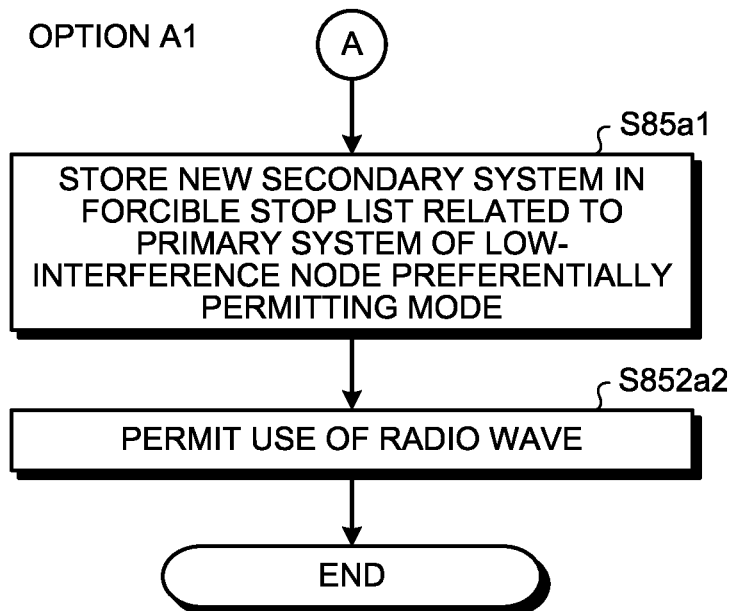 OPTION A1
A
S85a1
STORE NEW SECONDARY SYSTEM IN
FORCIBLE STOP LIST RELATED TO
PRIMARY SYSTEM OF LOW-
INTERFERENCE NODE PREFERENTIALLY
PERMITTING MODE
S852a2
PERMIT USE OF RADIO WAVE
END